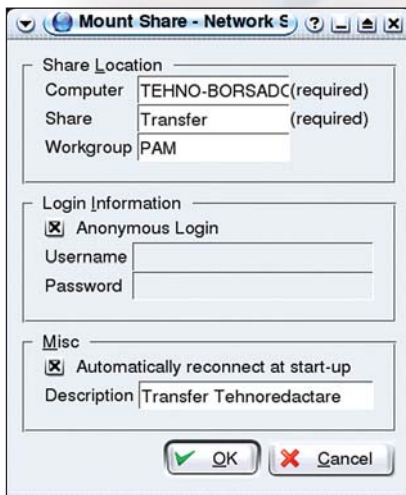 Mount Share - Network S
Share Location
Computer TEHNO-BORSADC(required)
Share Transfer (required)
Workgroup PAM
Login Information
Anonymous Login
Username
Password
Misc
Automatically reconnect at start-up
Description Transfer Tehnoredactare
OK Cancel